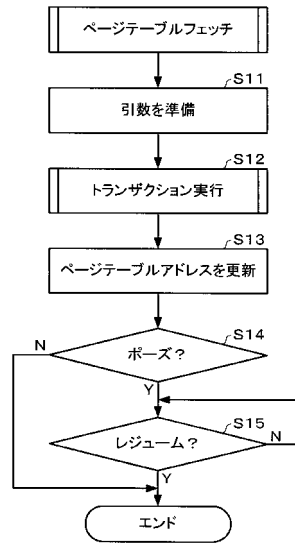 ページテーブルフェッチ
S11
引数を準備
S12
トランザクション実行
S13
ページテーブルアドレスを更新
S14
N
ポーズ?
Y
S15
レジューム?
N
Y
エンド